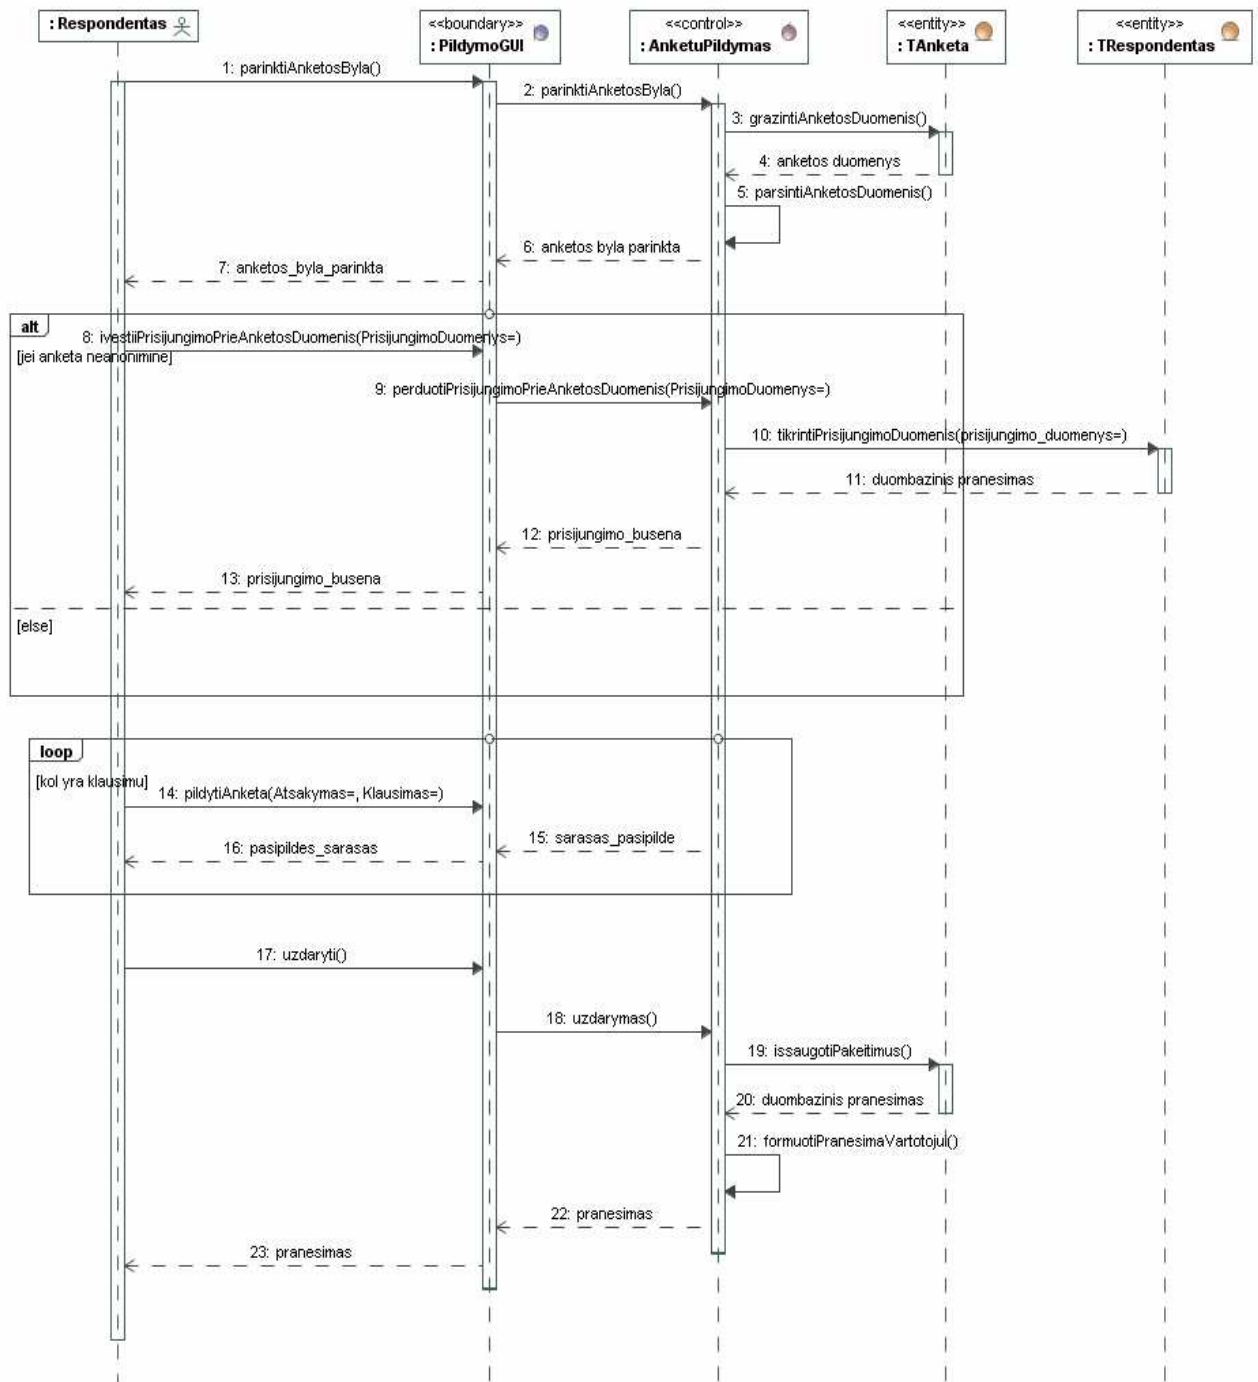 : Respondentas
<<boundary>>
: PildymoGUI
<<control>>
: AnketuPildymas
<<entity>>
: TAnketa
<<entity>>
: TRespondentas
1: parinktiAnketosByla()
2: parinktiAnketosByla()
3: grazintiAnketosDuomenis()
4: anketos duomenys
5: parsintiAnketosDuomenis()
6: anketos byla parinkta
7: anketos_byla_parinkta
alt
8: ivestiiPrisijungimoPrieAnketosDuomenis(PrisijungimoDuomenys=)
[jei anketa neanonimine]
9: perduotiPrisijungimoPrieAnketosDuomenis(PrisijungimoDuomenys=)
10: tikrintiPrisijungimoDuomenis(prisijungimo_duomenys=)
11: duombazinis pranesimas
12: prisijungimo_busena
13: prisijungimo_busena
[else]
loop
[kol yra klausimu]
14: pildytiAnketa(Atsakymas=, Klausimas=)
15: sarasas_pasipilde
16: pasipildes_sarasas
17: uzdaryti()
18: uzdarymas()
19: issaugotiPakeitimus()
20: duombazinis pranesimas
21: formuotiPranesimaVartotojui()
22: pranesimas
23: pranesimas